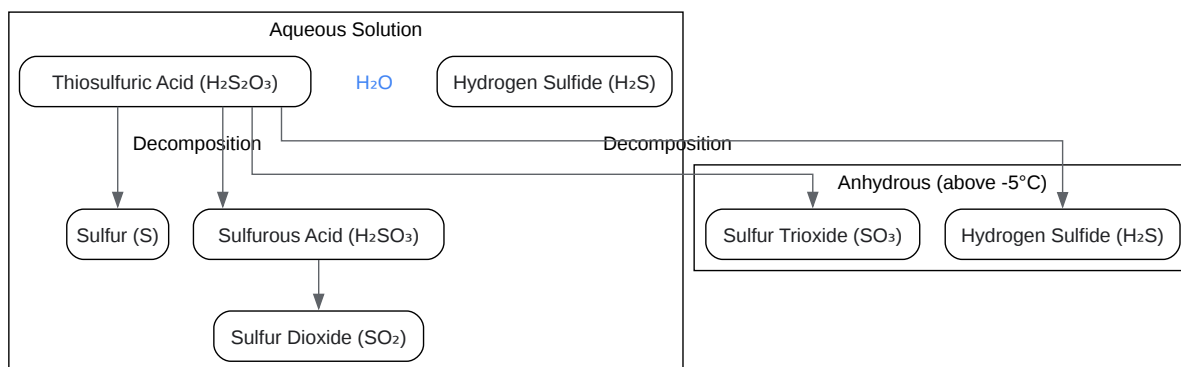 Aqueous Solution
Thiosulfuric Acid (H₂S₂O₃)
H₂O
Hydrogen Sulfide (H₂S)
Decomposition
Decomposition
Anhydrous (above -5°C)
Sulfur (S)
Sulfurous Acid (H₂SO₃)
Sulfur Trioxide (SO₃)
Hydrogen Sulfide (H₂S)
Sulfur Dioxide (SO₂)